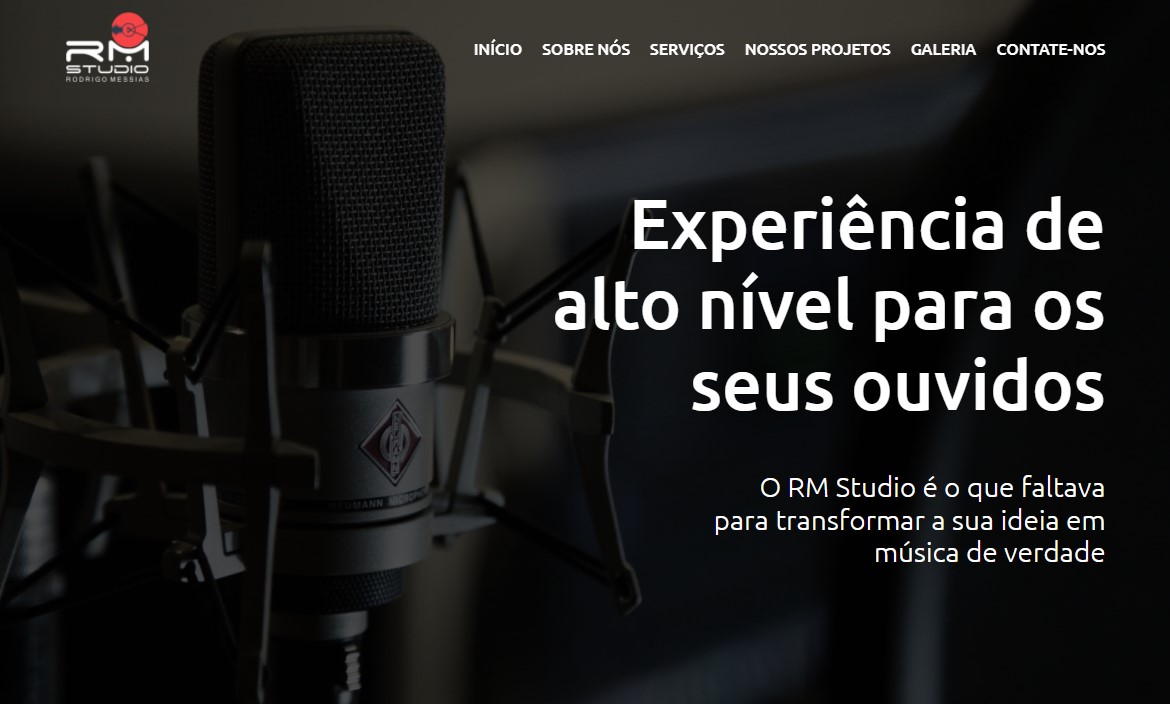 RM
STUDIO
RODRIGO MESSIAS
INÍCIO SOBRE NÓS SERVIÇOS NOSSOS PROJETOS GALERIA CONTATE-NOS
Experiência de
alto nível para os
seus ouvidos
O RM Studio é o que faltava
para transformar a sua ideia em
música de verdade